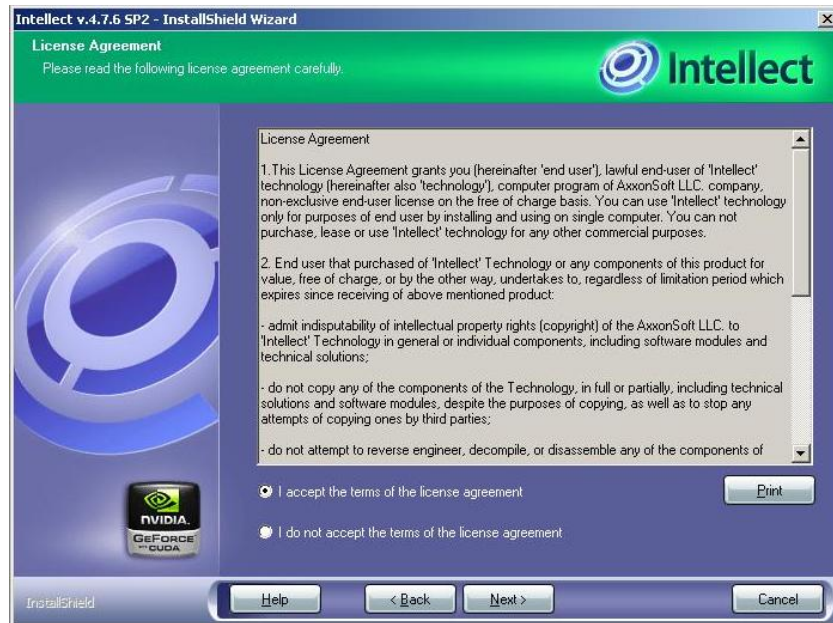 Intellect v.4.7.6 SP2 - InstallShield Wizard
License Agreement
Please read the following license agreement carefully.
Intellect
License Agreement
1.This License Agreement grants you (hereinafter 'end user'), lawful end-user of 'Intellect'
technology (hereinafter also 'technology'), computer program of AxxonSoft LLC. company,
non-exclusive end-user license on the free of charge basis. You can use 'Intellect' technology
only for purposes of end user by installing and using on single computer. You can not
purchase, lease or use 'Intellect' technology for any other commercial purposes.
2. End user that purchased of 'Intellect' Technology or any components of this product for
value, free of charge, or by the other way, undertakes to, regardless of limitation period which
expires since receiving of above mentioned product:
- admit indisputability of intellectual property rights (copyright) of the AxxonSoft LLC. to
'Intellect' Technology in general or individual components, including software modules and
technical solutions;
- do not copy any of the components of the Technology, in full or partially, including technical
solutions and software modules, despite the purposes of copying, as well as to stop any
attempts of copying ones by third parties;
- do not attempt to reverse engineer, decompile, or disassemble any of the components of
I accept the terms of the license agreement
Print
I do not accept the terms of the license agreement
NVIDIA.
GEFORCE
WITH CUDA
InstallShield
Help
< Back
Next >
Cancel